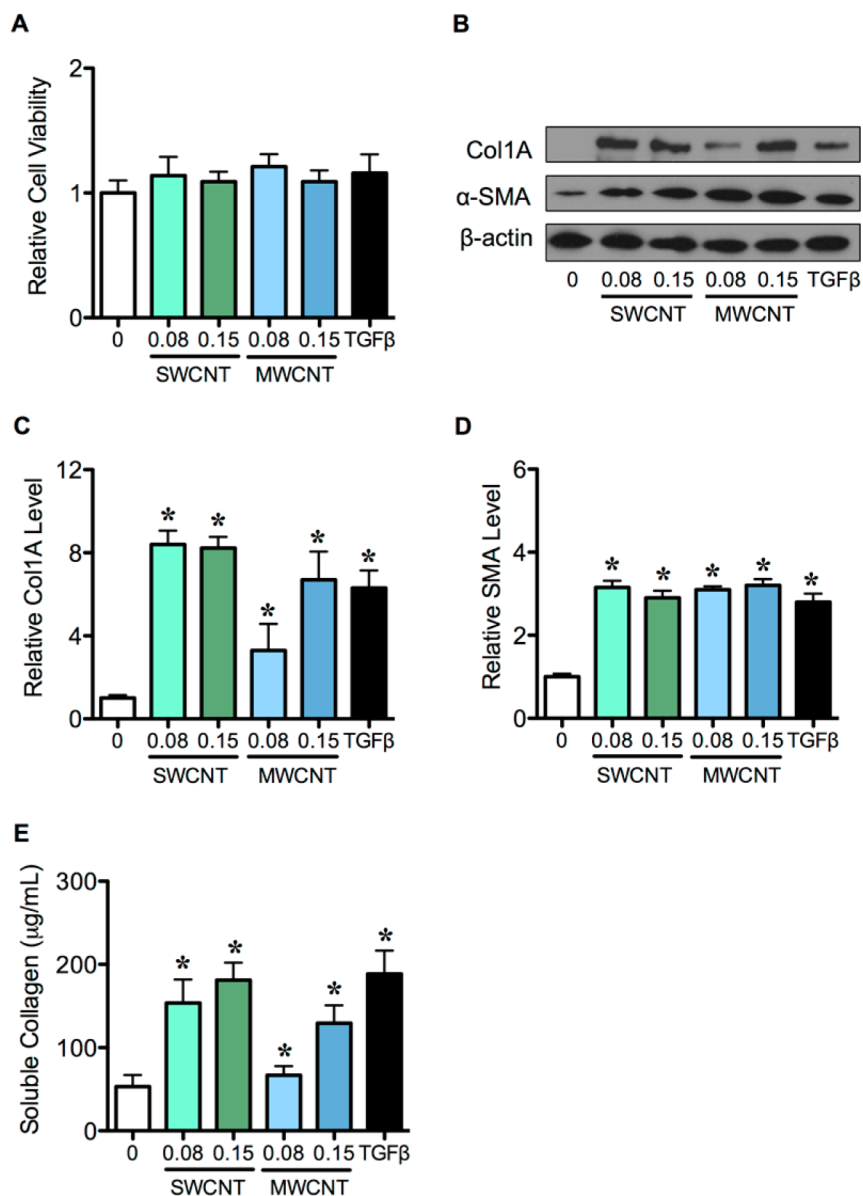 A
Relative Cell Viability
2
1
0
0 0.08 0.15 0.08 0.15 TGFβ
SWCNT MWCNT
B
Col1A
α-SMA
β-actin
0 0.08 0.15 0.08 0.15 TGFβ
SWCNT MWCNT
C
Relative Col1A Level
12
8
4
0
* * * * *
0 0.08 0.15 0.08 0.15 TGFβ
SWCNT MWCNT
D
Relative SMA Level
6
4
2
0
* * * * *
0 0.08 0.15 0.08 0.15 TGFβ
SWCNT MWCNT
E
Soluble Collagen (μg/mL)
300
200
100
0
* * * * *
0 0.08 0.15 0.08 0.15 TGFβ
SWCNT MWCNT